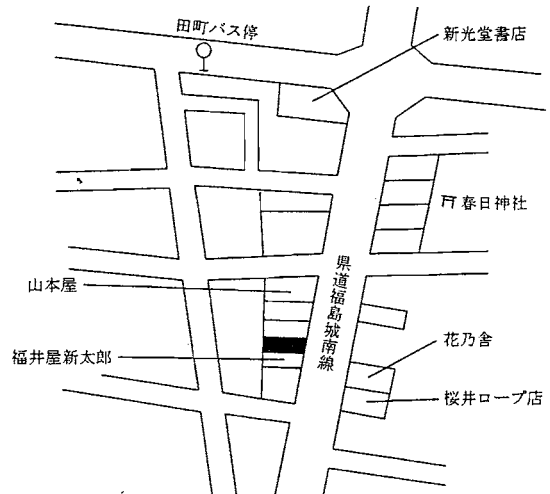 田町バス停
新光堂書店
春日神社
県道福島城南線
山本屋
花乃舎
福井屋新太郎
桜井ロープ店